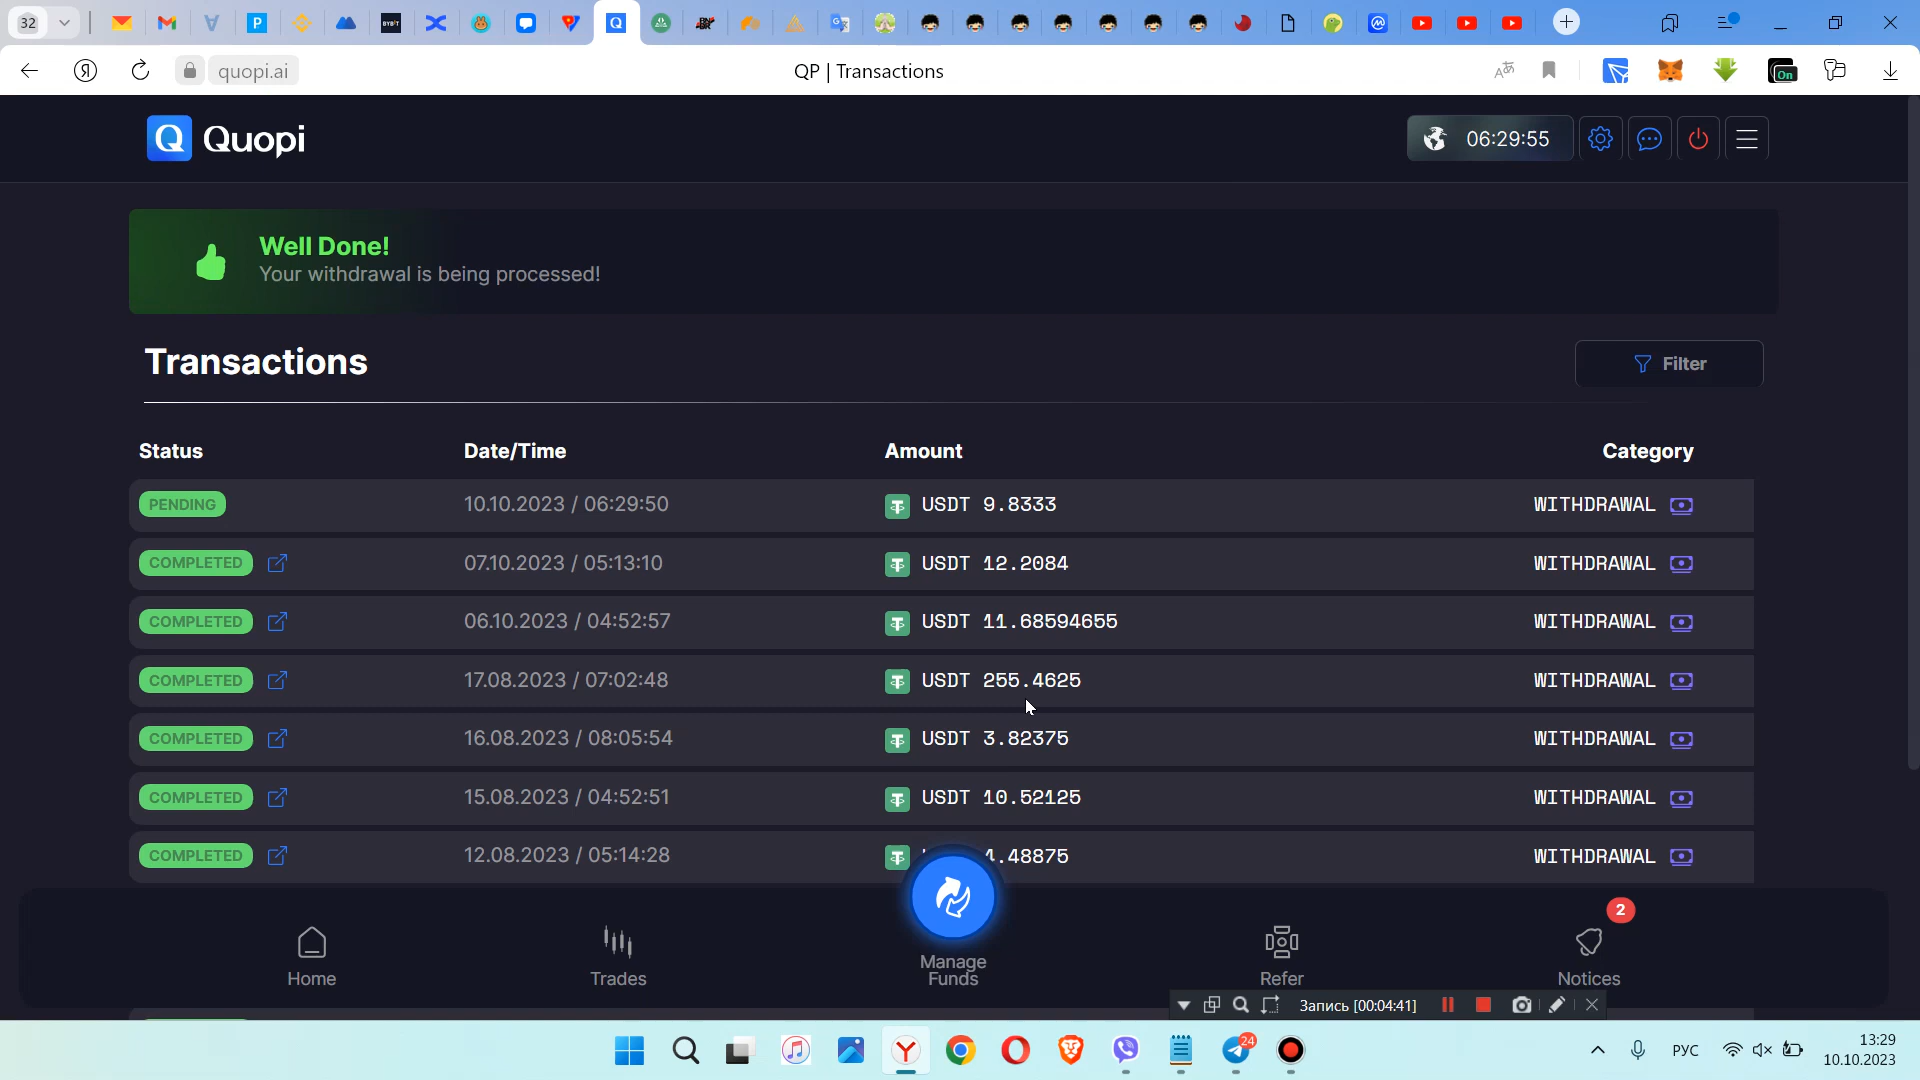 32
quopi.ai
QP | Transactions
On
Quopi
06:29:55
Well Done!
Your withdrawal is being processed!
Transactions
Filter
Status Date/Time Amount Category
PENDING 10.10.2023 / 06:29:50 USDT 9.8333 WITHDRAWAL
COMPLETED 07.10.2023 / 05:13:10 USDT 12.2084 WITHDRAWAL
COMPLETED 06.10.2023 / 04:52:57 USDT 11.68594655 WITHDRAWAL
COMPLETED 17.08.2023 / 07:02:48 USDT 255.4625 WITHDRAWAL
COMPLETED 16.08.2023 / 08:05:54 USDT 3.82375 WITHDRAWAL
COMPLETED 15.08.2023 / 04:52:51 USDT 10.52125 WITHDRAWAL
COMPLETED 12.08.2023 / 05:14:28 4.48875 WITHDRAWAL
2
Home
Trades
Manage
Funds
Refer
Notices
Запись [00:04:41]
24
РУС
13:29
10.10.2023